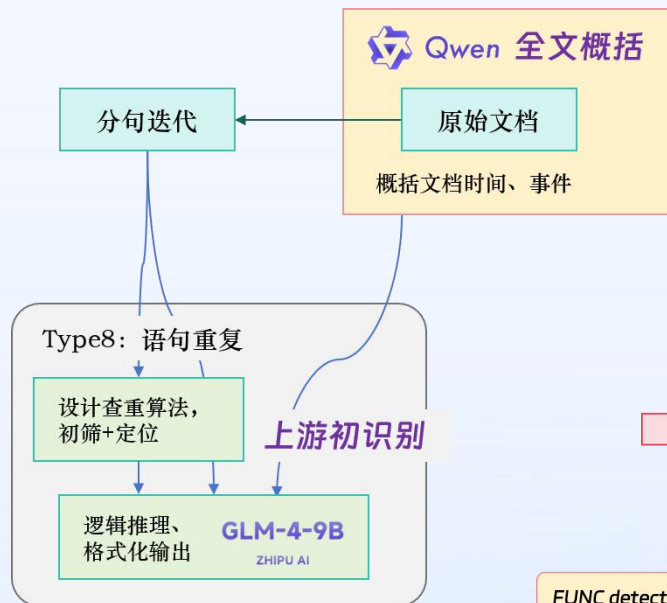 Qwen 全文概括
分句迭代
原始文档
概括文档时间、事件
Type8：语句重复
设计查重算法，
初筛+定位
上游初识别
逻辑推理、
格式化输出
GLM-4-9B
ZHIPU AI
FUNC detect